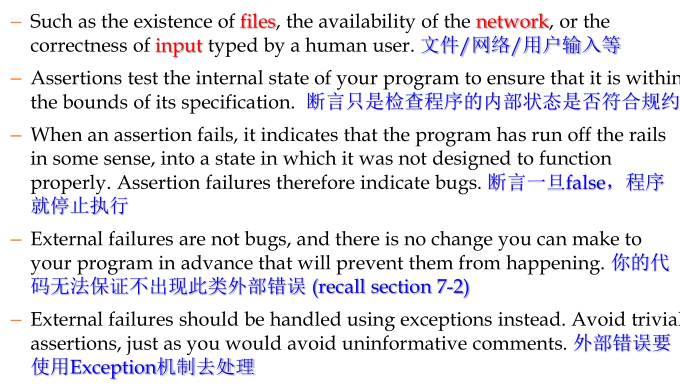 – Such as the existence of files, the availability of the network, or the
correctness of input typed by a human user. 文件/网络/用户输入等
– Assertions test the internal state of your program to ensure that it is within
the bounds of its specification. 断言只是检查程序的内部状态是否符合规约
– When an assertion fails, it indicates that the program has run off the rails
in some sense, into a state in which it was not designed to function
properly. Assertion failures therefore indicate bugs. 断言一旦false，程序
就停止执行
– External failures are not bugs, and there is no change you can make to
your program in advance that will prevent them from happening. 你的代
码无法保证不出现此类外部错误 (recall section 7-2)
– External failures should be handled using exceptions instead. Avoid trivial
assertions, just as you would avoid uninformative comments. 外部错误要
使用Exception机制去处理